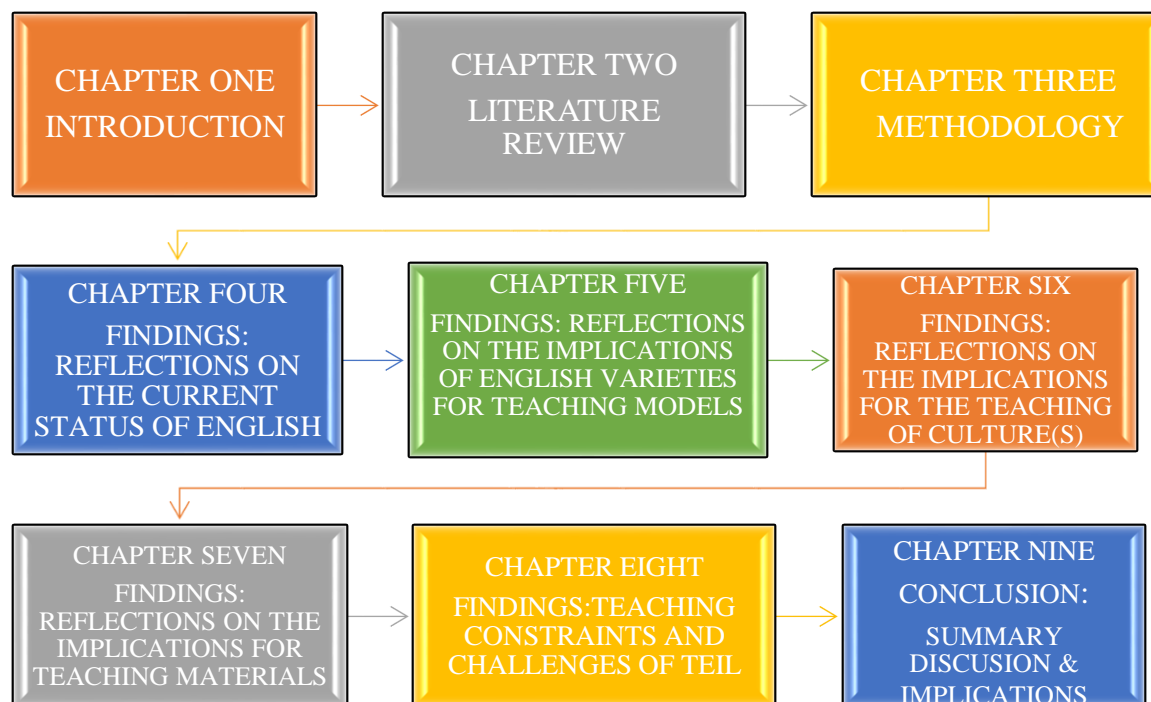 CHAPTER ONE
INTRODUCTION
CHAPTER TWO
LITERATURE
REVIEW
CHAPTER THREE
METHODOLOGY
CHAPTER FOUR
FINDINGS:
REFLECTIONS ON
THE CURRENT
STATUS OF ENGLISH
CHAPTER FIVE
FINDINGS: REFLECTIONS
ON THE IMPLICATIONS
OF ENGLISH VARIETIES
FOR TEACHING MODELS
CHAPTER SIX
FINDINGS:
REFLECTIONS ON
THE IMPLICATIONS
FOR THE TEACHING
OF CULTURE(S)
CHAPTER SEVEN
FINDINGS:
REFLECTIONS ON THE
IMPLICATIONS FOR
TEACHING MATERIALS
CHAPTER EIGHT
FINDINGS:TEACHING
CONSTRAINTS AND
CHALLENGES OF TEIL
CHAPTER NINE
CONCLUSION:
SUMMARY
DISCUSION &
IMPLICATIONS